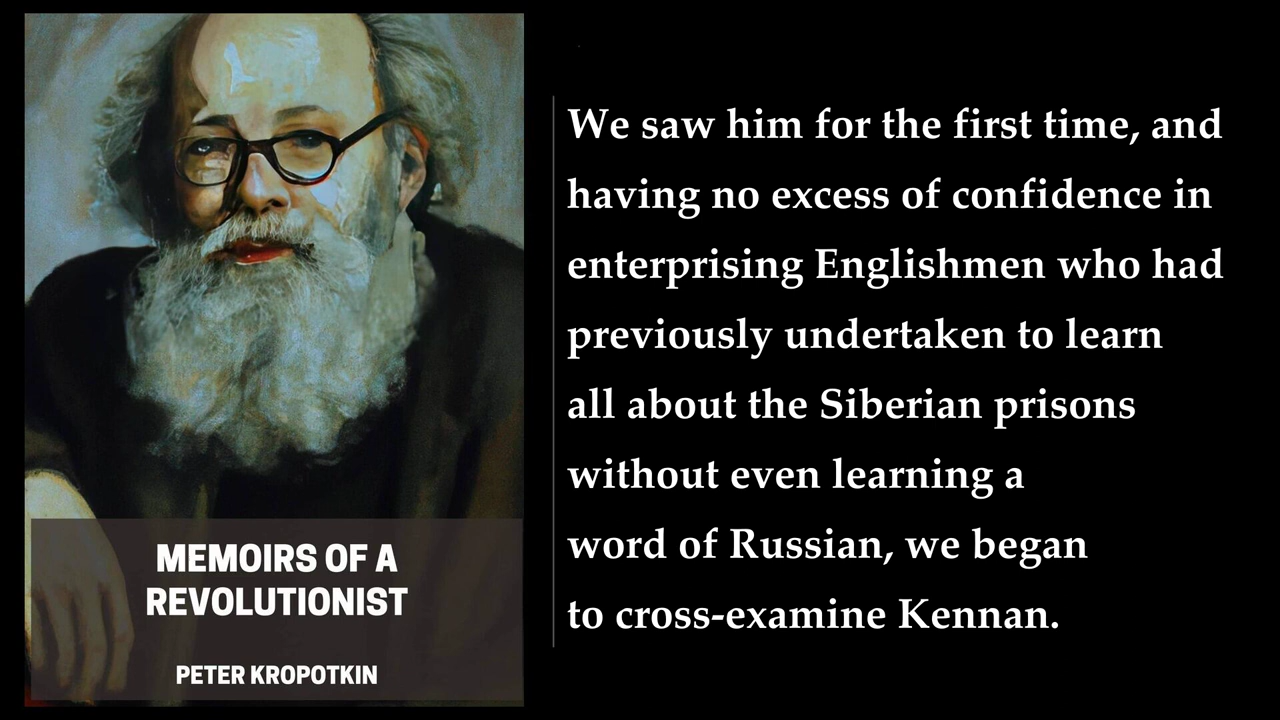 MEMOIRS OF A
REVOLUTIONIST
PETER KROPOTKIN
We saw him for the first time, and
having no excess of confidence in
enterprising Englishmen who had
previously undertaken to learn
all about the Siberian prisons
without even learning a
word of Russian, we began
to cross-examine Kennan.